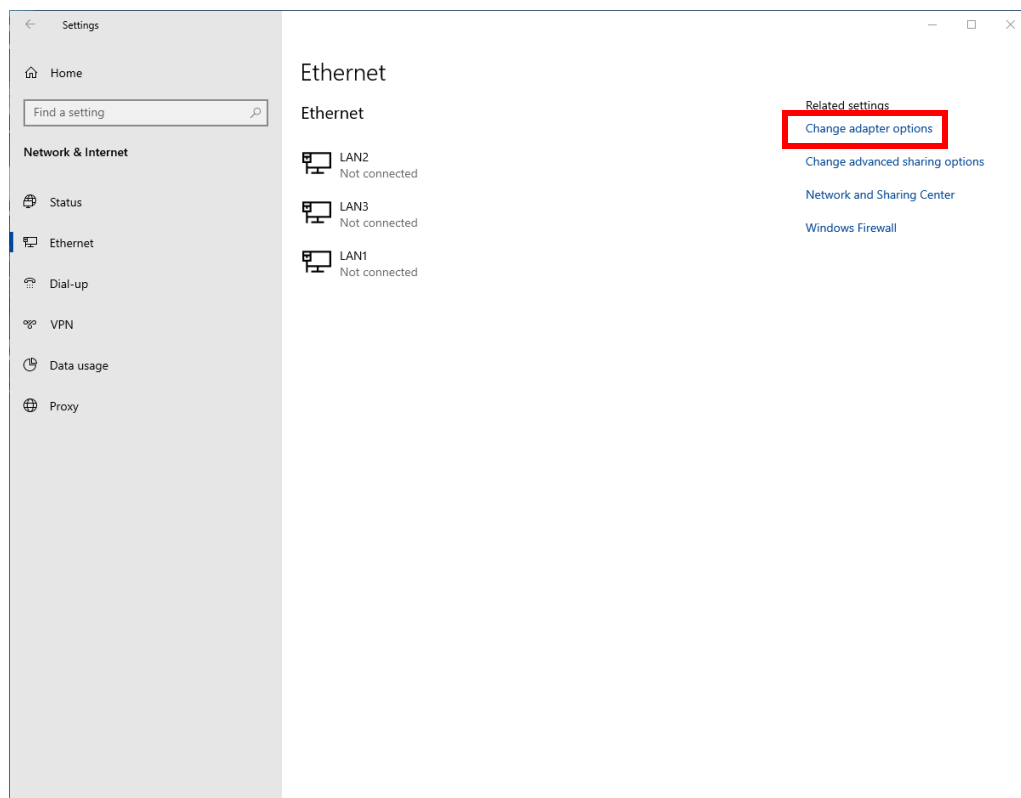 Settings
Home
Find a setting
Network & Internet
Status
Ethernet
Dial-up
VPN
Data usage
Proxy
Ethernet
Ethernet
LAN2
Not connected
LAN3
Not connected
LAN1
Not connected
Related settings
Change adapter options
Change advanced sharing options
Network and Sharing Center
Windows Firewall